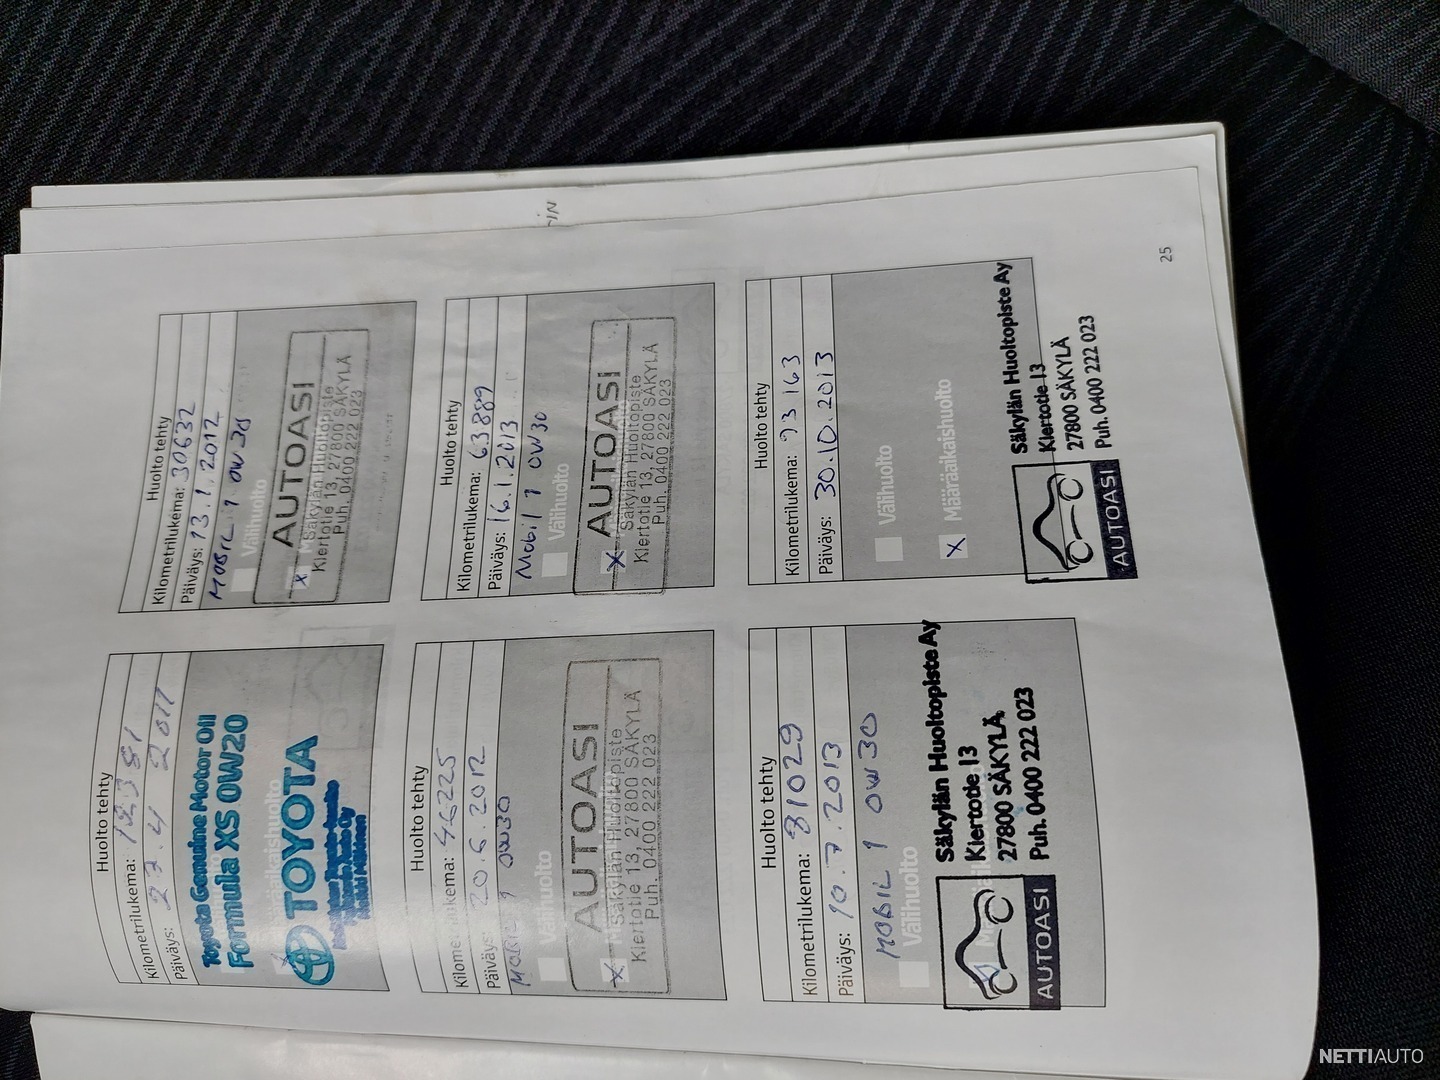 Huolto tehty
Kilometrilukema: 12381
Päiväys: 27.4 2011
Toyota Genuine Motor Oil
Formula XS 0W20
Määräaikaishuolto
TOYOTA
Huolto tehty
Kilometrilukema: 30632
Päiväys: 13.1.2012
MOBIL 1 0W30
Välihuolto
X
AUTOASI
Säkylän Huoltopiste
Kiertotie 13, 27800 SÄKYLÄ
Puh. 0400 222 023
Huolto tehty
Kilometrilukema: 46225
Päiväys: 20.6.2012
MOBIL 1 0W30
Välihuolto
X
AUTOASI
Säkylän Huoltopiste
Kiertotie 13, 27800 SÄKYLÄ
Puh. 0400 222 023
Huolto tehty
Kilometrilukema: 63889
Päiväys: 16.1.2013
Mobil 1 0W30
Välihuolto
X
AUTOASI
Säkylän Huoltopiste
Kiertotie 13, 27800 SÄKYLÄ
Puh. 0400 222 023
Huolto tehty
Kilometrilukema: 81029
Päiväys: 10.7.2013
MOBIL 1 0W30
Välihuolto
Säkylän Huoltopiste Ay
Kiertotie 13
27800 SÄKYLÄ
Puh. 0400 222 023
AUTOASI
Huolto tehty
Kilometrilukema: 93163
Päiväys: 30.10.2013
Välihuolto
X Määräaikaishuolto
Säkylän Huoltopiste Ay
Kiertotie 13
27800 SÄKYLÄ
Puh. 0400 222 023
AUTOASI
25
NETTIAUTO